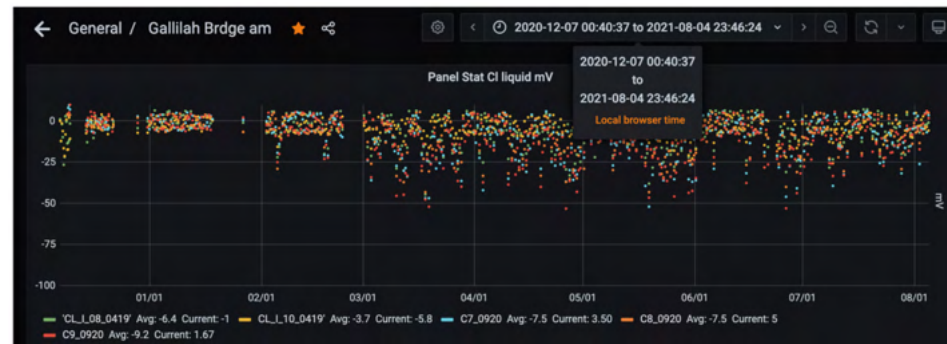 General / Gallilah Brdge am
2020-12-07 00:40:37 to 2021-08-04 23:46:24
2020-12-07 00:40:37
to
2021-08-04 23:46:24
Local browser time
Panel Stat Cl liquid mV
0
-25
-50
-75
-100
mV
01/01 02/01 03/01 04/01 05/01 06/01 07/01 08/01
'CL_I_08_0419' Avg: -6.4 Current: -1 CL_I_10_0419' Avg: -3.7 Current: -5.8 C7_0920 Avg: -7.5 Current: 3.50 C8_0920 Avg: -7.5 Current: 5
C9_0920 Avg: -9.2 Current: 1.67